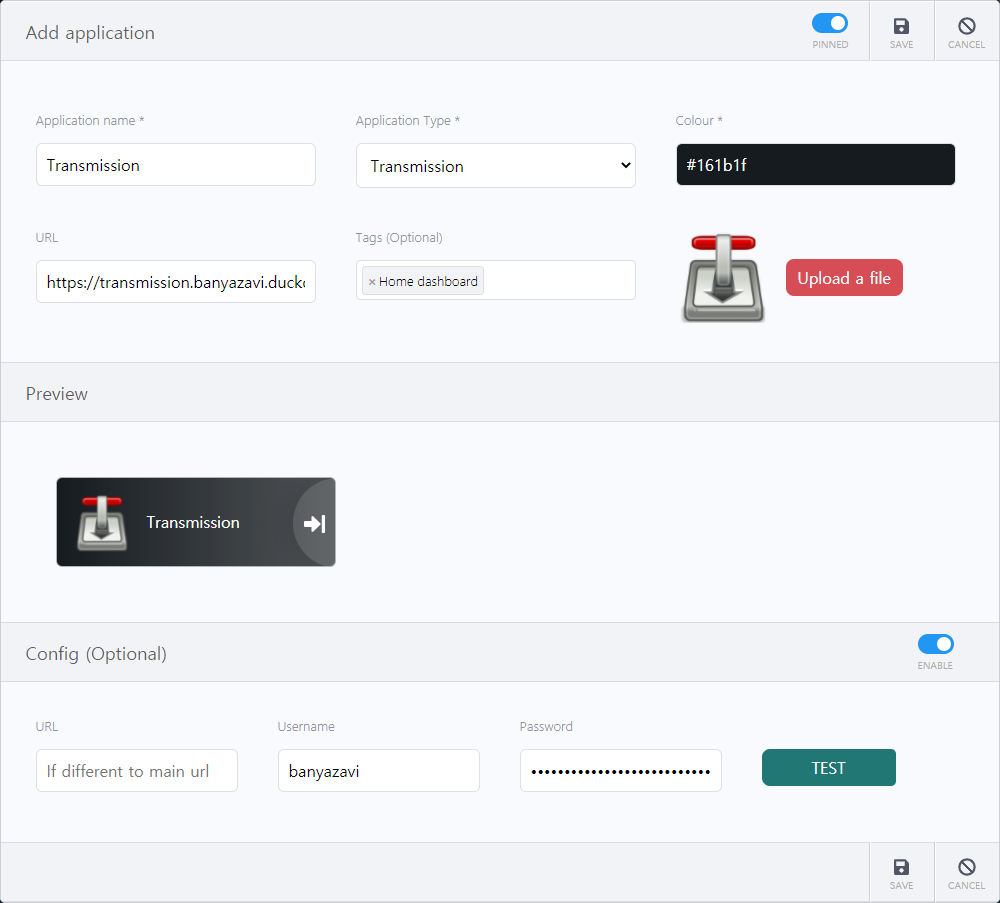 Add application
PINNED
SAVE
CANCEL
Application name *
Application Type *
Colour *
Transmission
Transmission
#161b1f
URL
Tags (Optional)
https://transmission.banyazavi.duckd
× Home dashboard
Upload a file
Preview
Transmission
Config (Optional)
ENABLE
URL
Username
Password
If different to main url
banyazavi
•••••••••••••••••••••••••••
TEST
SAVE
CANCEL